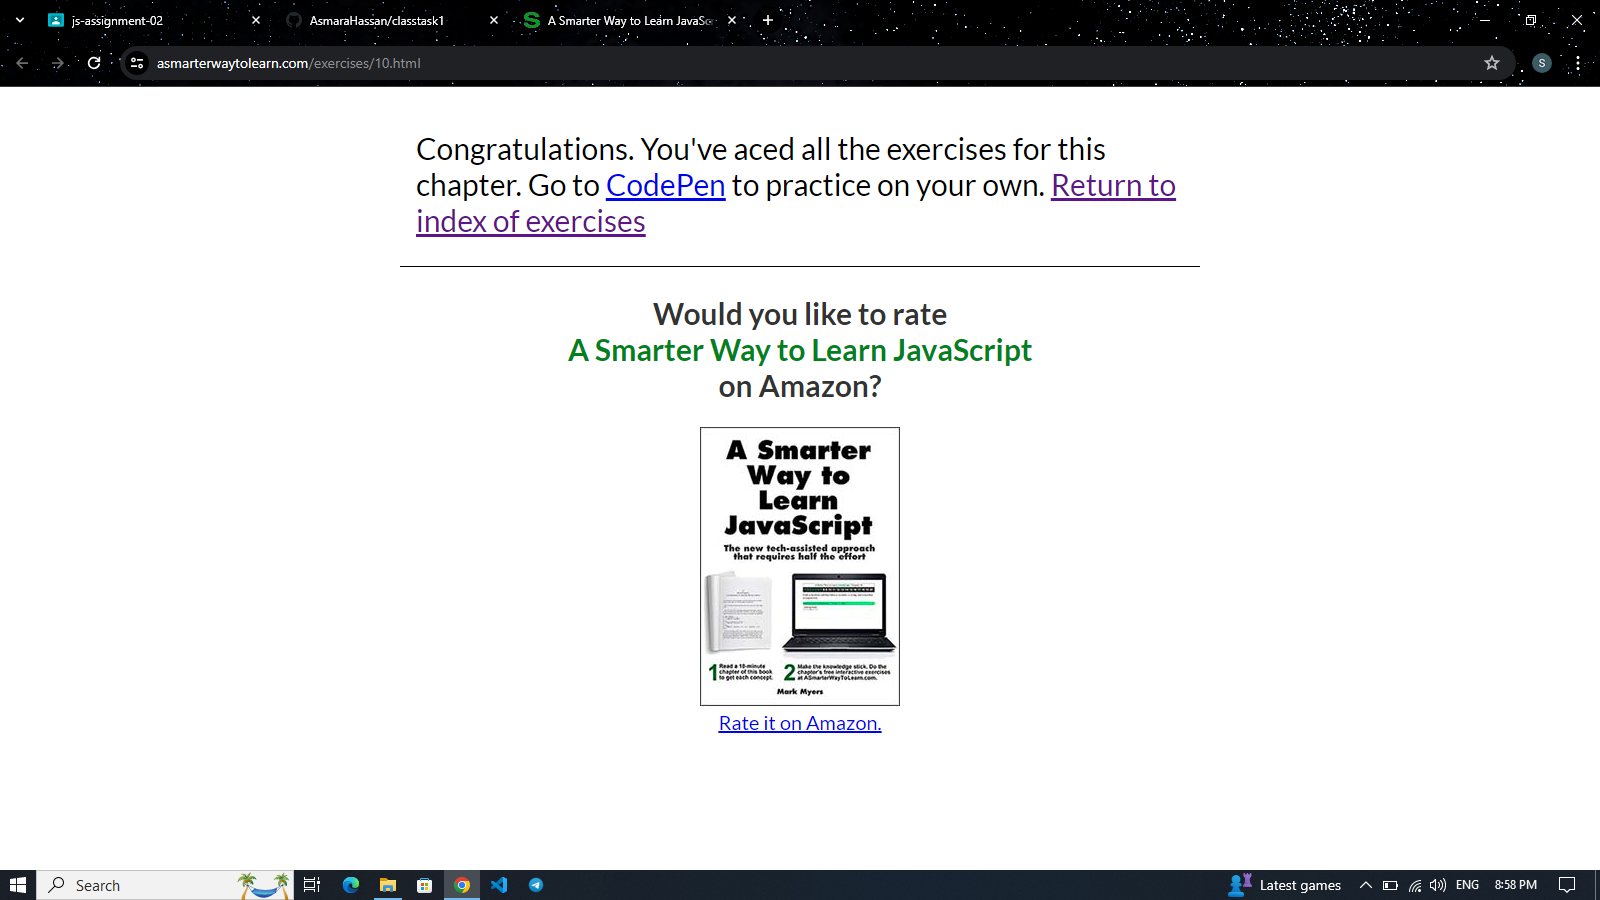 js-assignment-02
AsmaraHassan/classtask1
A Smarter Way to Learn JavaSc
asmarterwaytolearn.com/exercises/10.html
S
Congratulations. You've aced all the exercises for this
chapter. Go to CodePen to practice on your own. Return to
index of exercises
Would you like to rate
A Smarter Way to Learn JavaScript
on Amazon?
A Smarter
Way to
Learn
JavaScript
The new tech-assisted approach
that requires half the effort
1 Read a 10-minute
chapter of this book
to get each concept.
2 Make the knowledge stick. Do the
chapter's free interactive exercises
at ASmarterWayToLearn.com.
Mark Myers
Rate it on Amazon.
Search
Latest games
ENG
8:58 PM